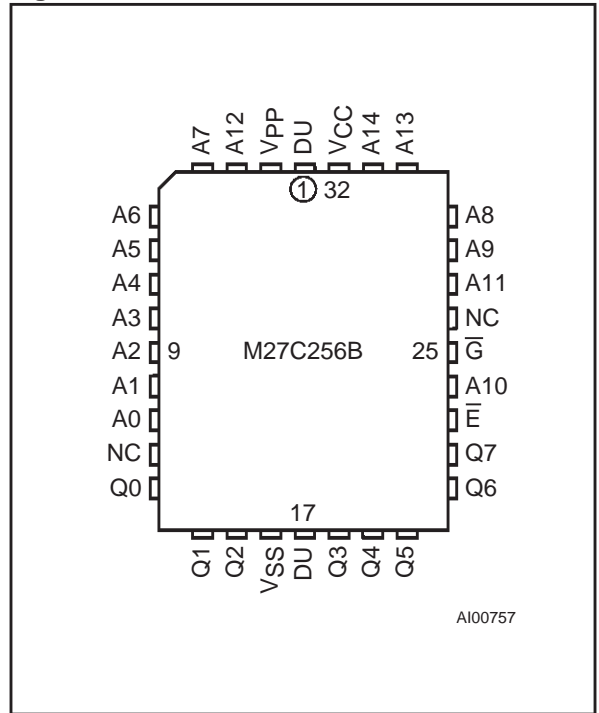 A7 A12 VPP DU VCC A14 A13
1 32
A6 A8
A5 A9
A4 A11
A3 NC
A2 9 M27C256B 25 G
A1 A10
A0 E
NC Q7
Q0 Q6
17
Q1 Q2 VSS DU Q3 Q4 Q5
AI00757